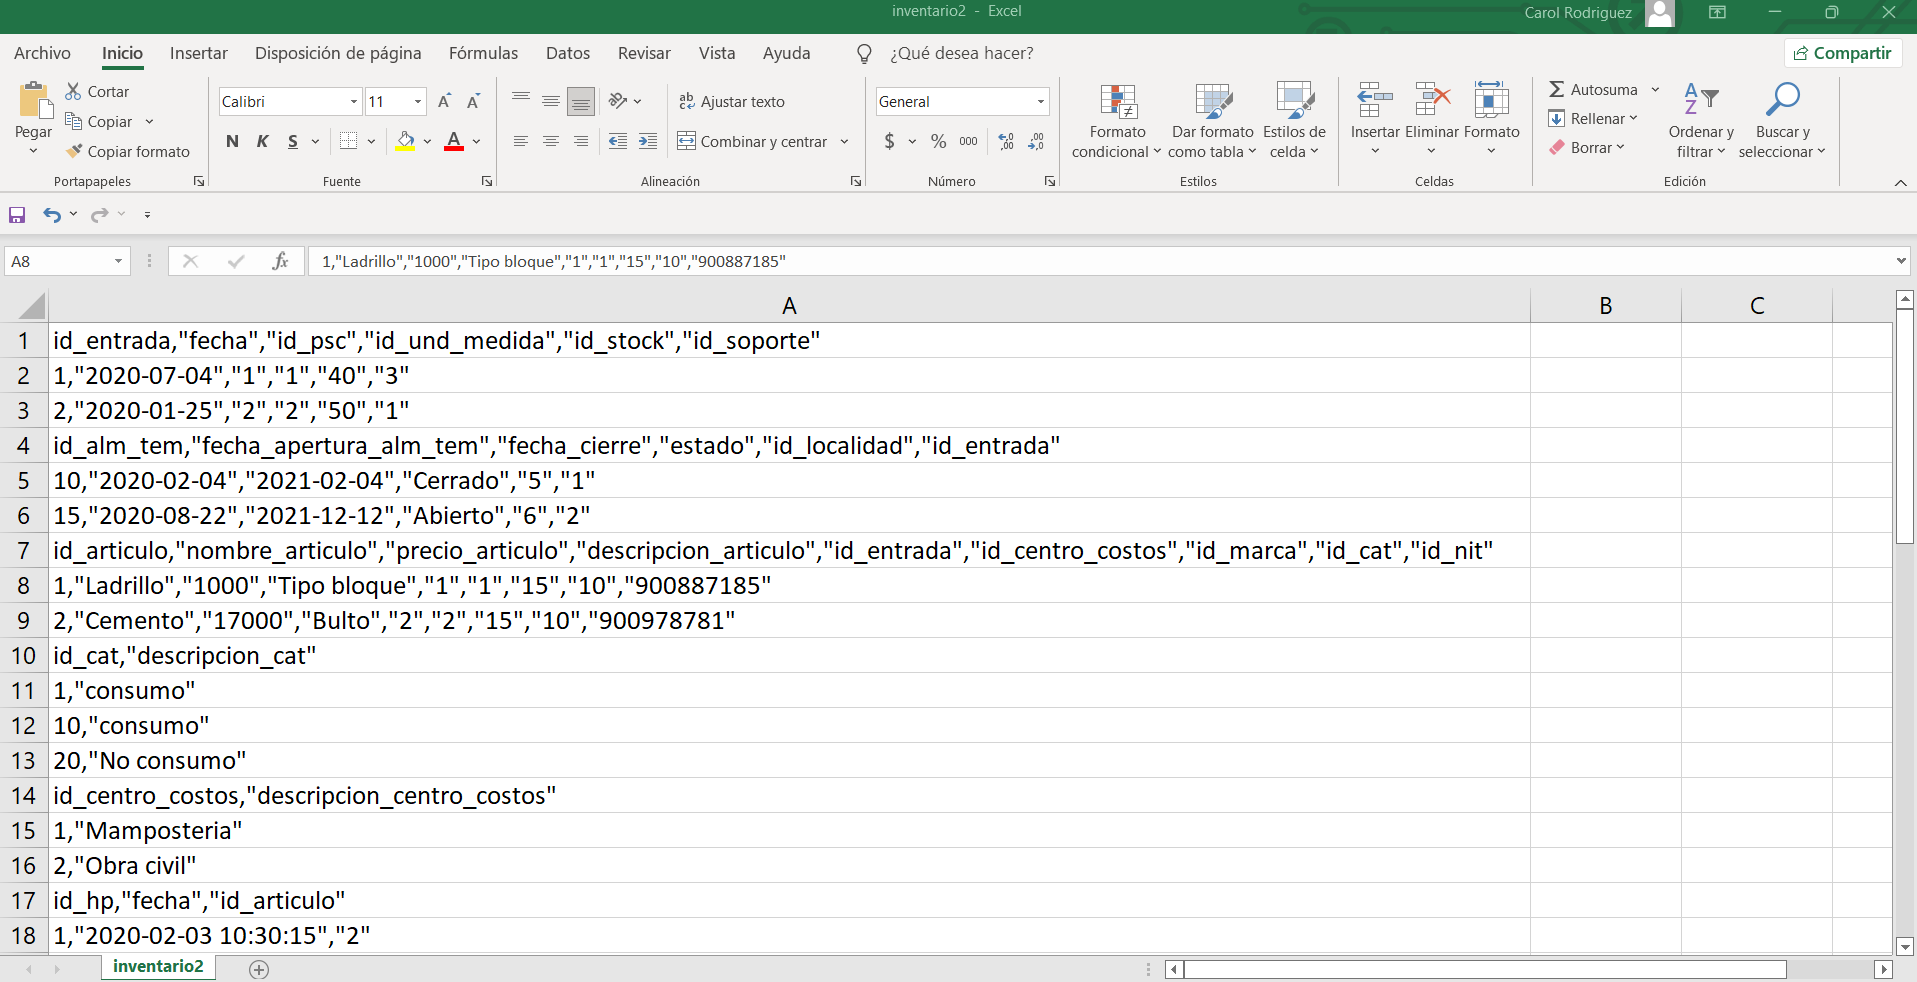 inventario2 - Excel
Carol Rodriguez
Archivo Inicio Insertar Disposición de página Fórmulas Datos Revisar Vista Ayuda ¿Qué desea hacer? Compartir
Pegar
Cortar
Copiar
Copiar formato
Portapapeles
Calibri 11
N K S
Fuente
Ajustar texto
Combinar y centrar
Alineación
General
$ % 000
Número
Formato condicional
Dar formato como tabla
Estilos de celda
Estilos
Insertar Eliminar Formato
Celdas
Autosuma
Rellenar
Borrar
Ordenar y filtrar
Buscar y seleccionar
Edición
A8 fx 1,"Ladrillo","1000","Tipo bloque","1","1","15","10","900887185"
A B C
1 id_entrada,"fecha","id_psc","id_und_medida","id_stock","id_soporte"
2 1,"2020-07-04","1","1","40","3"
3 2,"2020-01-25","2","2","50","1"
4 id_alm_tem,"fecha_apertura_alm_tem","fecha_cierre","estado","id_localidad","id_entrada"
5 10,"2020-02-04","2021-02-04","Cerrado","5","1"
6 15,"2020-08-22","2021-12-12","Abierto","6","2"
7 id_articulo,"nombre_articulo","precio_articulo","descripcion_articulo","id_entrada","id_centro_costos","id_marca","id_cat","id_nit"
8 1,"Ladrillo","1000","Tipo bloque","1","1","15","10","900887185"
9 2,"Cemento","17000","Bulto","2","2","15","10","900978781"
10 id_cat,"descripcion_cat"
11 1,"consumo"
12 10,"consumo"
13 20,"No consumo"
14 id_centro_costos,"descripcion_centro_costos"
15 1,"Mamposteria"
16 2,"Obra civil"
17 id_hp,"fecha","id_articulo"
18 1,"2020-02-03 10:30:15","2"
inventario2